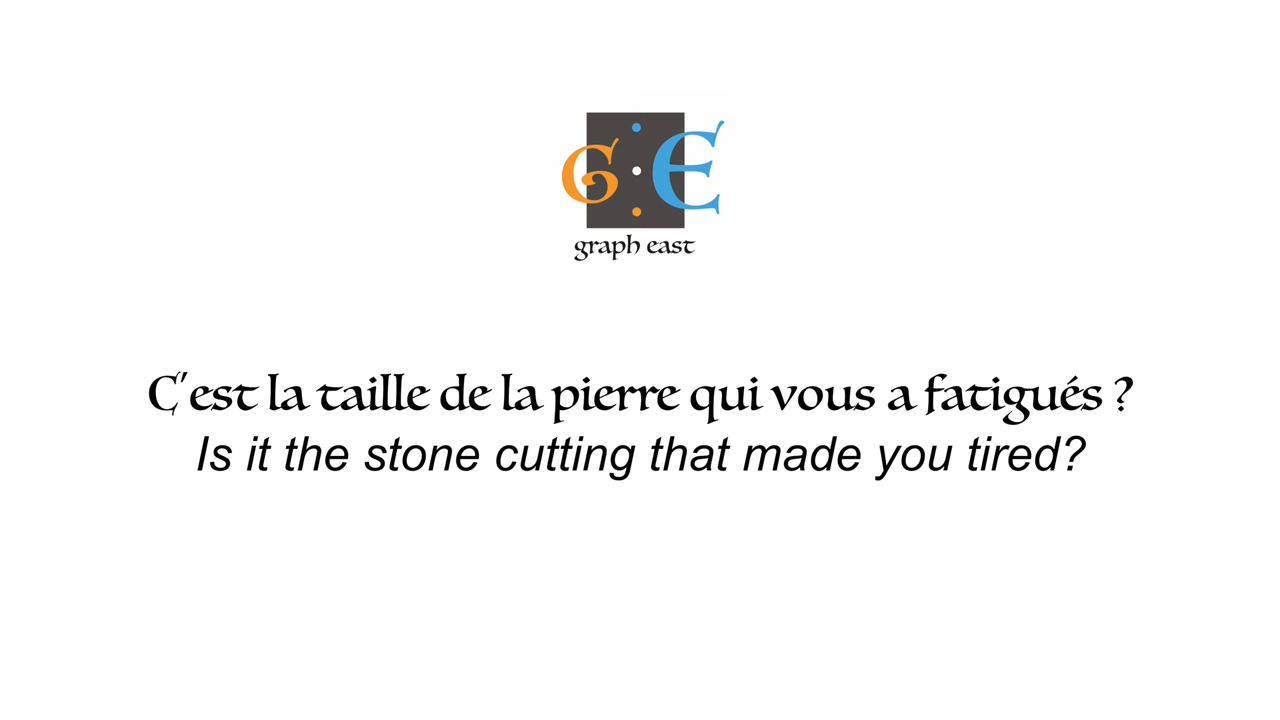 G E
graph east
C'est la taille de la pierre qui vous a fatigués ?
Is it the stone cutting that made you tired?